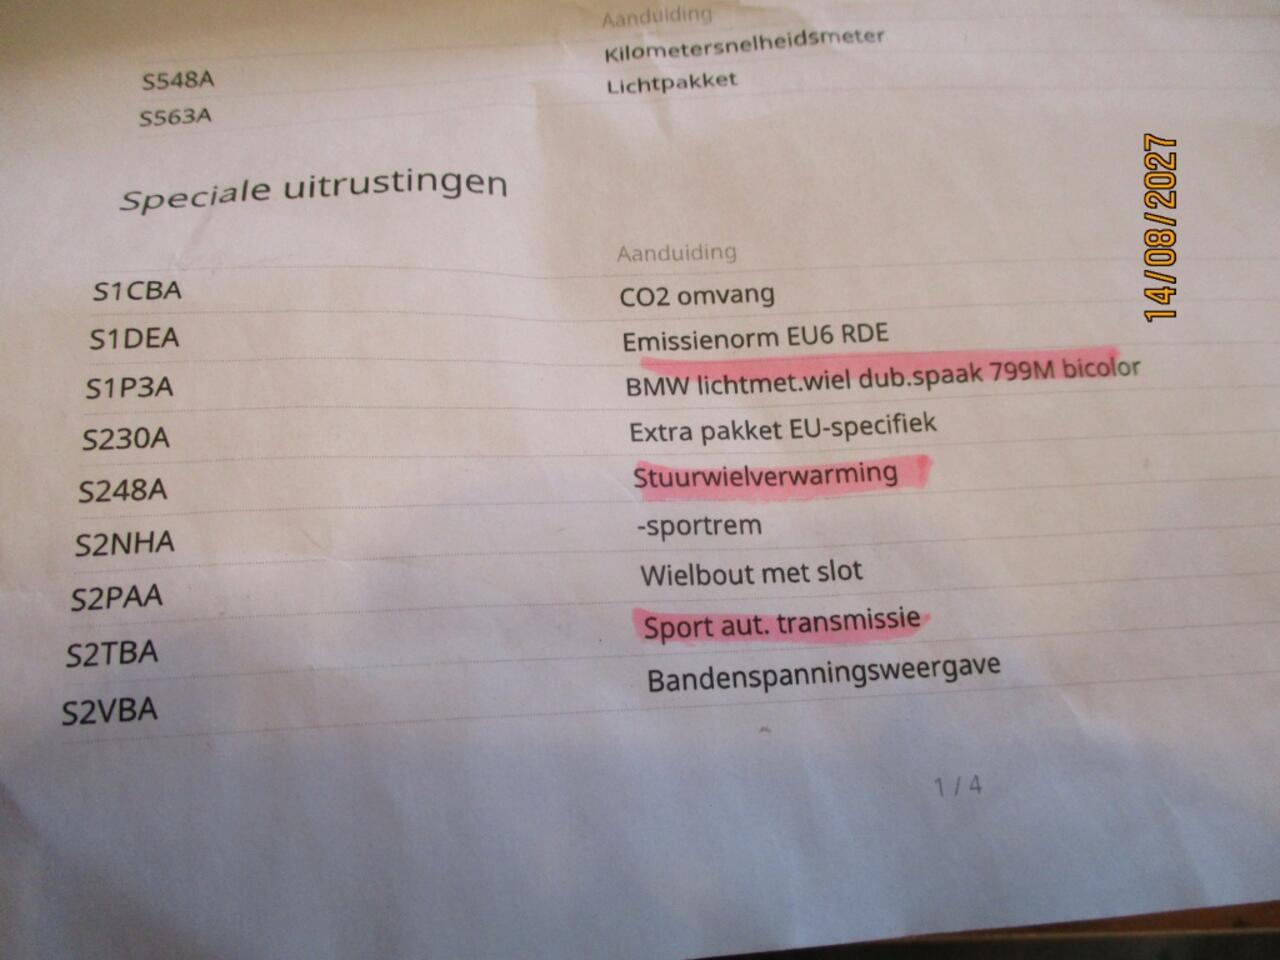 Aanduiding
S548A Kilometersnelheidsmeter
S563A Lichtpakket
Speciale uitrustingen
Aanduiding
S1CBA CO2 omvang
S1DEA Emissienorm EU6 RDE
S1P3A BMW lichtmet.wiel dub.spaak 799M bicolor
S230A Extra pakket EU-specifiek
S248A Stuurwielverwarming
S2NHA -sportrem
S2PAA Wielbout met slot
S2TBA Sport aut. transmissie
S2VBA Bandenspanningsweergave
1 / 4
14/08/2027